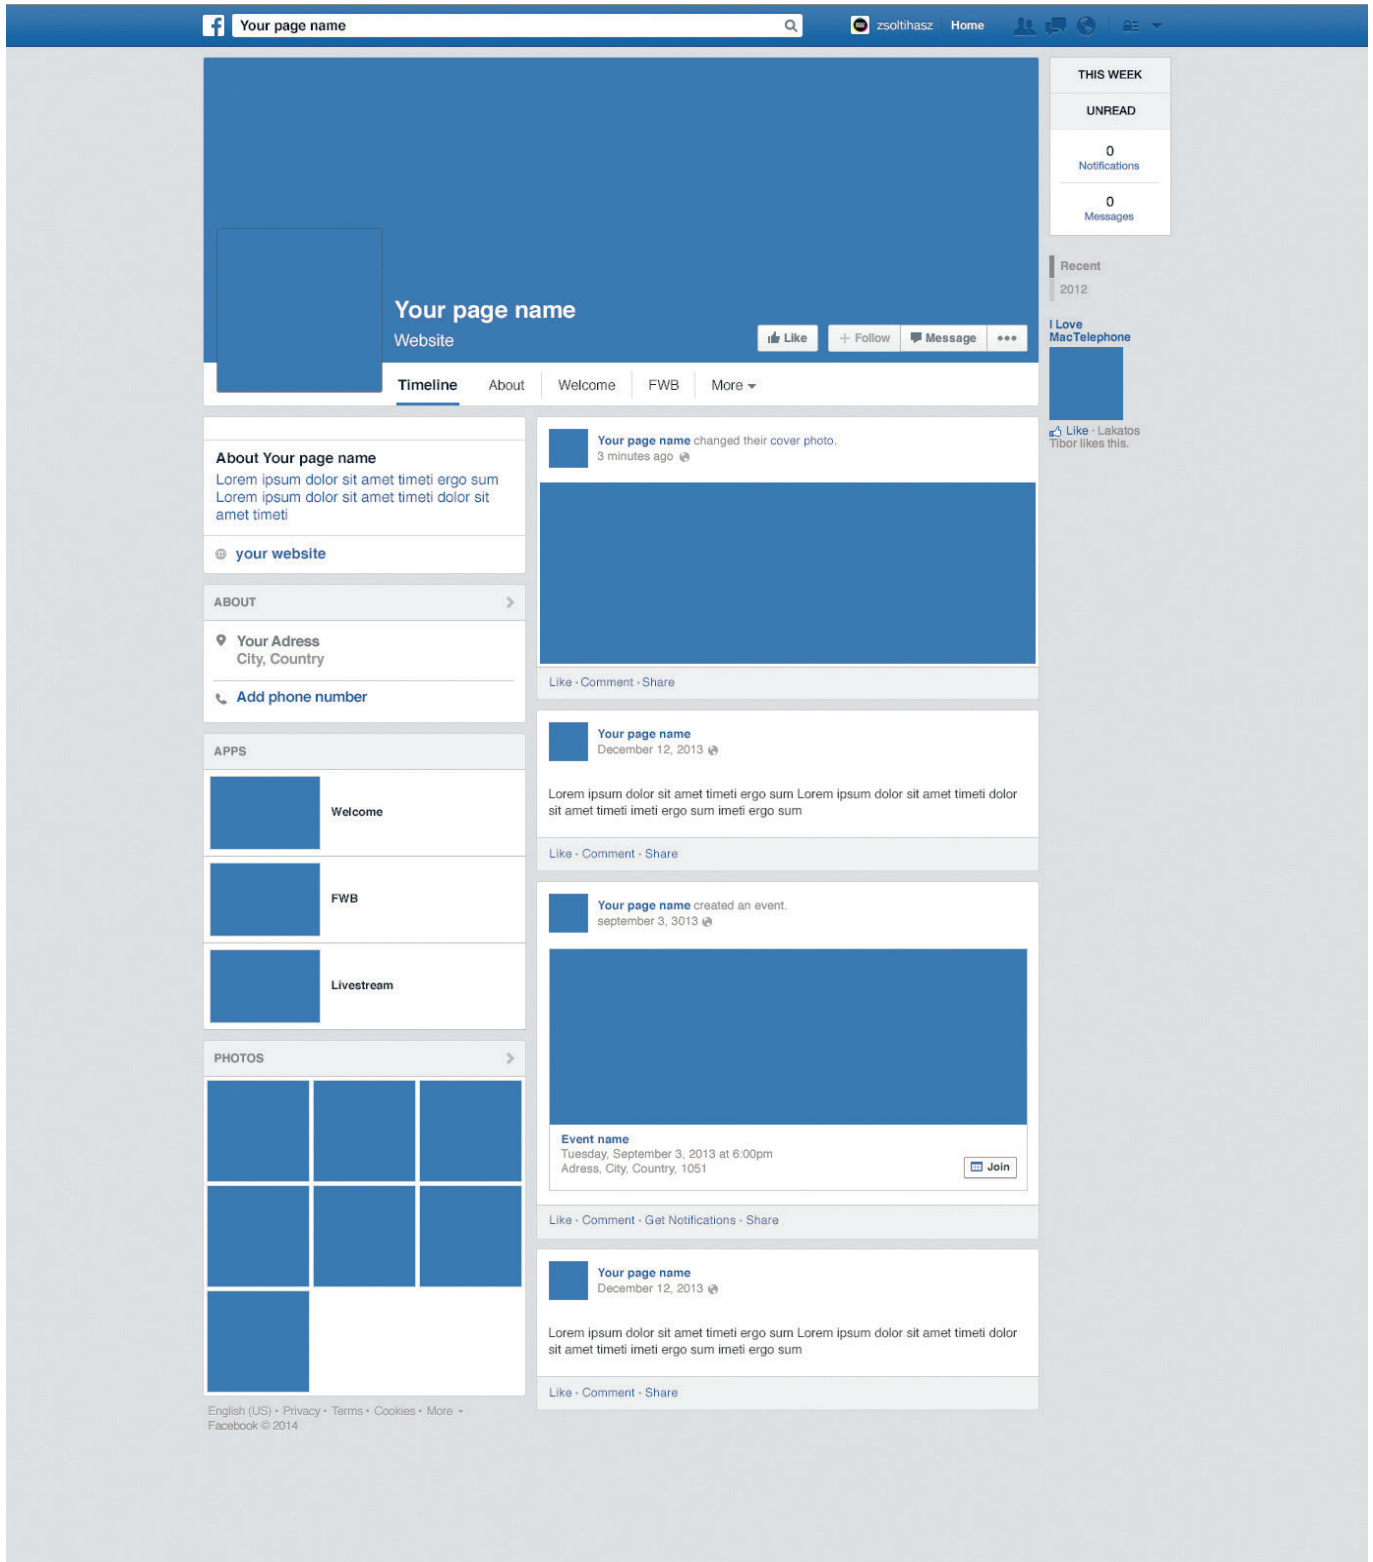 f Your page name
zsoltihasz Home
THIS WEEK
UNREAD
0
Notifications
0
Messages
Recent
2012
I Love
MacTelephone
Like · Lakatos
Tibor likes this.
Your page name
Website
Like + Follow Message •••
Timeline About Welcome FWB More
About Your page name
Lorem ipsum dolor sit amet timeti ergo sum
Lorem ipsum dolor sit amet timeti dolor sit
amet timeti
your website
ABOUT
Your Adress
City, Country
Add phone number
APPS
Welcome
FWB
Livestream
PHOTOS
English (US) · Privacy · Terms · Cookies · More
Facebook © 2014
Your page name changed their cover photo.
3 minutes ago
Like · Comment · Share
Your page name
December 12, 2013
Lorem ipsum dolor sit amet timeti ergo sum Lorem ipsum dolor sit amet timeti dolor
sit amet timeti imeti ergo sum imeti ergo sum
Like · Comment · Share
Your page name created an event.
september 3, 3013
Event name
Tuesday, September 3, 2013 at 6:00pm
Adress, City, Country, 1051
Join
Like · Comment · Get Notifications · Share
Your page name
December 12, 2013
Lorem ipsum dolor sit amet timeti ergo sum Lorem ipsum dolor sit amet timeti dolor
sit amet timeti imeti ergo sum imeti ergo sum
Like · Comment · Share